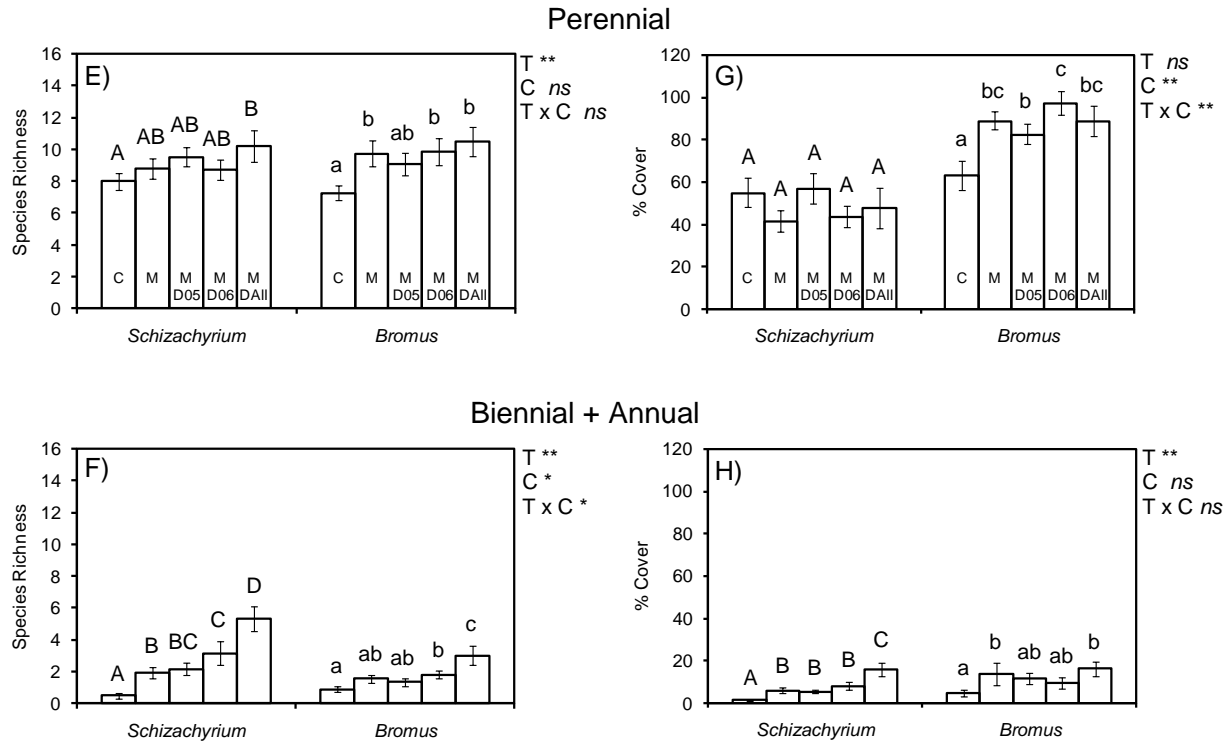 Perennial
E)
T **
C ns
T x C ns
Species Richness
16
14
12
10
8
6
4
2
0
A
AB
AB
AB
B
a
b
ab
b
b
C
M
M
D05
M
D06
M
DAll
C
M
M
D05
M
D06
M
DAll
Schizachyrium
Bromus
G)
T ns
C **
T x C **
% Cover
120
100
80
60
40
20
0
A
A
A
A
A
a
bc
b
c
bc
C
M
M
D05
M
D06
M
DAll
C
M
M
D05
M
D06
M
DAll
Schizachyrium
Bromus
Biennial + Annual
F)
T **
C *
T x C *
Species Richness
16
14
12
10
8
6
4
2
0
A
B
BC
C
D
a
ab
ab
b
c
Schizachyrium
Bromus
H)
T **
C ns
T x C ns
% Cover
120
100
80
60
40
20
0
A
B
B
B
C
a
b
ab
ab
b
Schizachyrium
Bromus